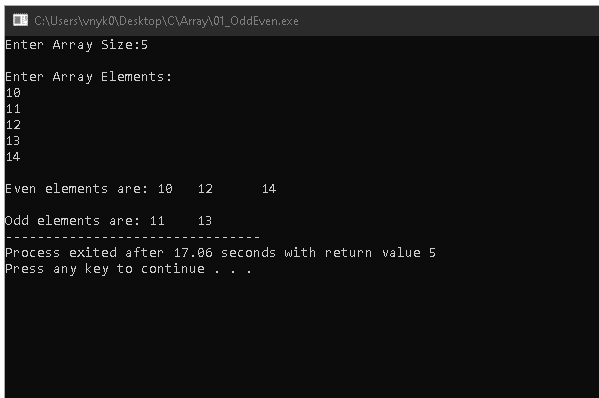 C:\Users\vnyk0\Desktop\C\Array\01_OddEven.exe
Enter Array Size:5
Enter Array Elements:
10
11
12
13
14
Even elements are: 10   12      14
Odd elements are: 11    13
--------------------------------
Process exited after 17.06 seconds with return value 5
Press any key to continue . . .